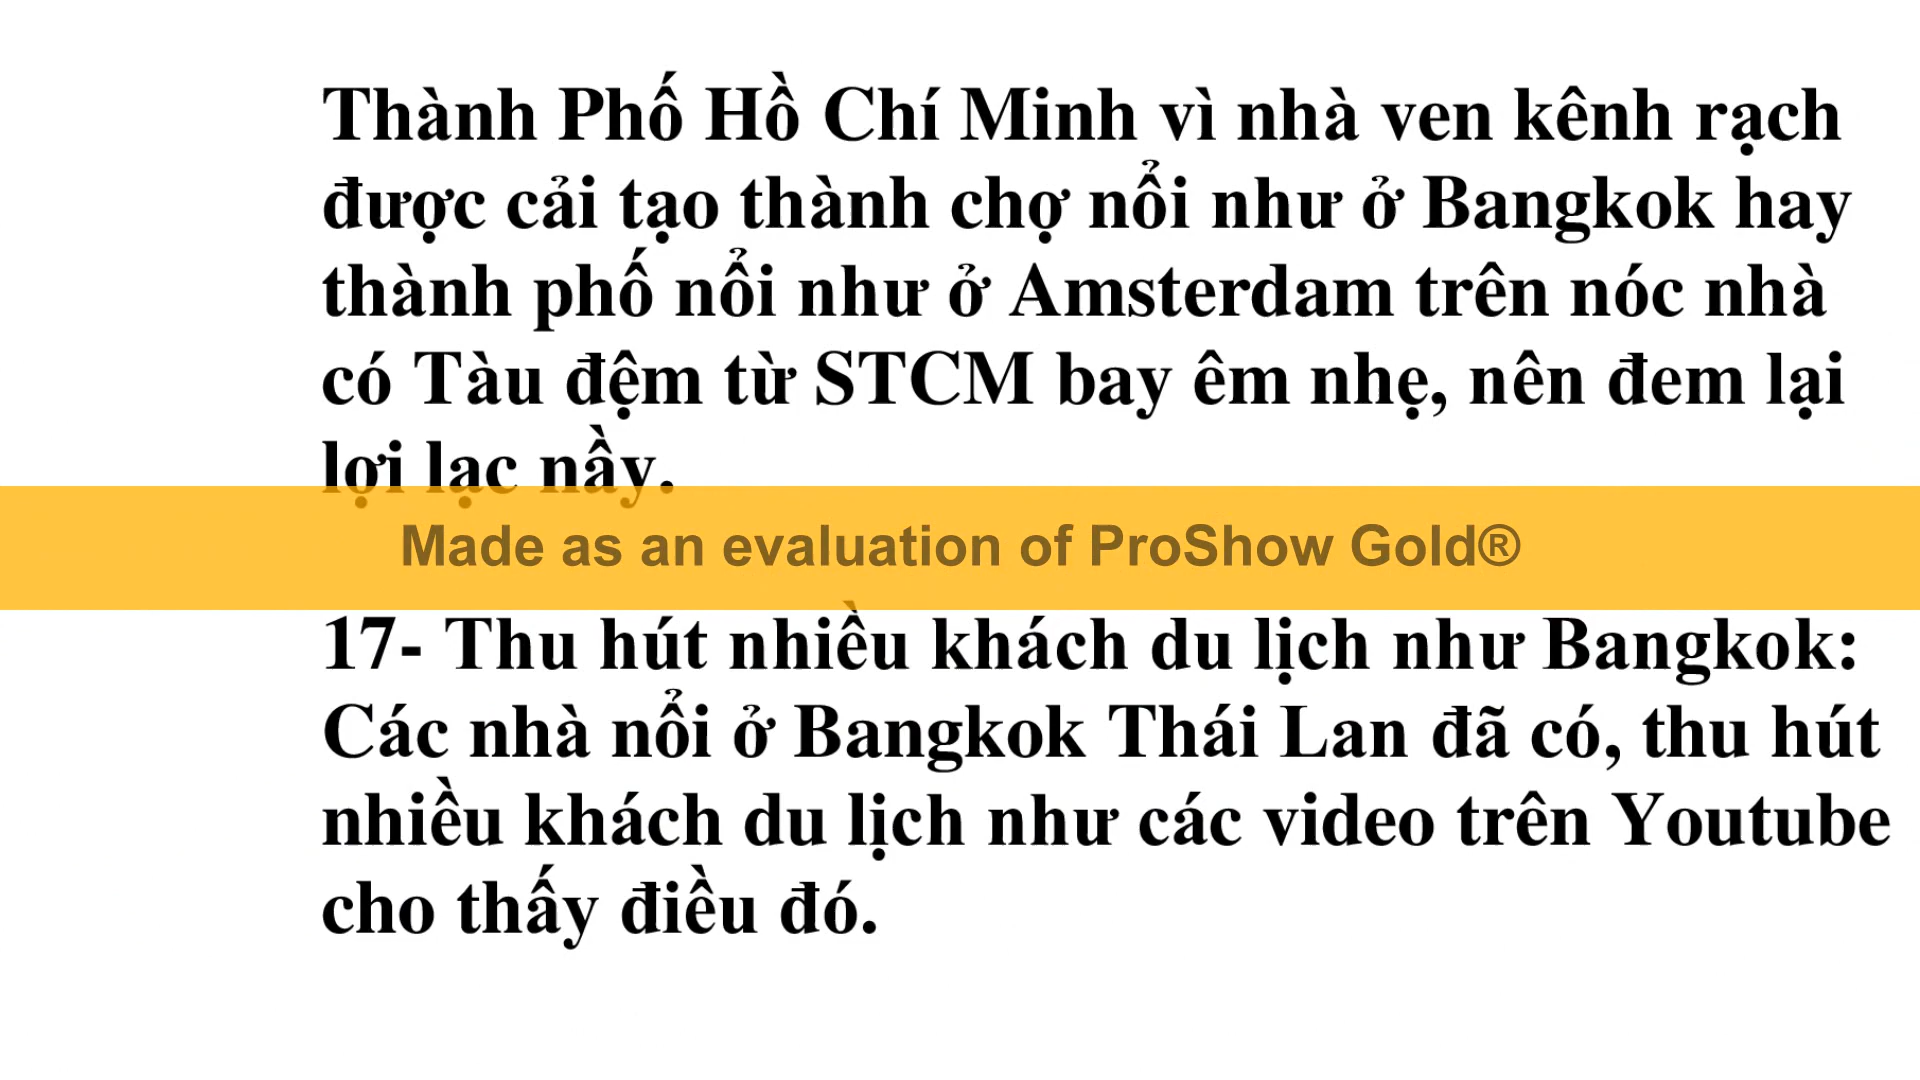 Thành Phố Hồ Chí Minh vì nhà ven kênh rạch
được cải tạo thành chợ nổi như ở Bangkok hay
thành phố nổi như ở Amsterdam trên nóc nhà
có Tàu đệm từ STCM bay êm nhẹ, nên đem lại
lợi lạc nầy.
Made as an evaluation of ProShow Gold®
17- Thu hút nhiều khách du lịch như Bangkok:
Các nhà nổi ở Bangkok Thái Lan đã có, thu hút
nhiều khách du lịch như các video trên Youtube
cho thấy điều đó.